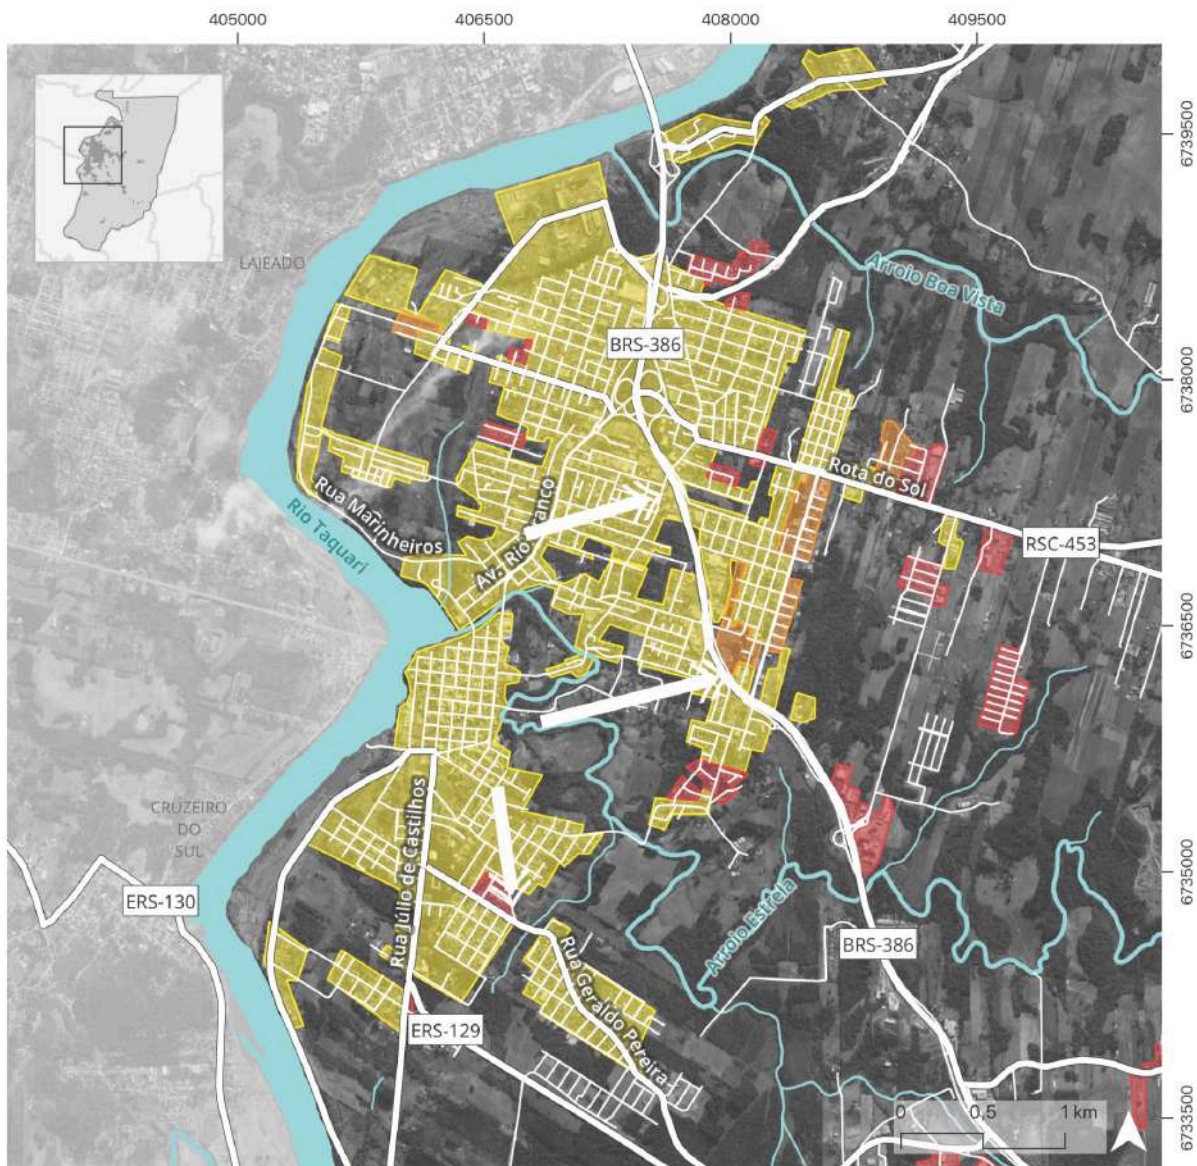 405000
406500
408000
409500
6739500
LAJEADO
Arroio Boa Vista
BRS-386
6738000
Rota do Sol
Rua Marinheiros
Av. Rio Branco
Rio Taquari
RSC-453
6736500
CRUZEIRO
DO
SUL
Rua Júlio de Castilhos
6735000
ERS-130
Arroio Estrela
BRS-386
Rua Geraldo Pereira
ERS-129
0
0,5
1 km
6733500